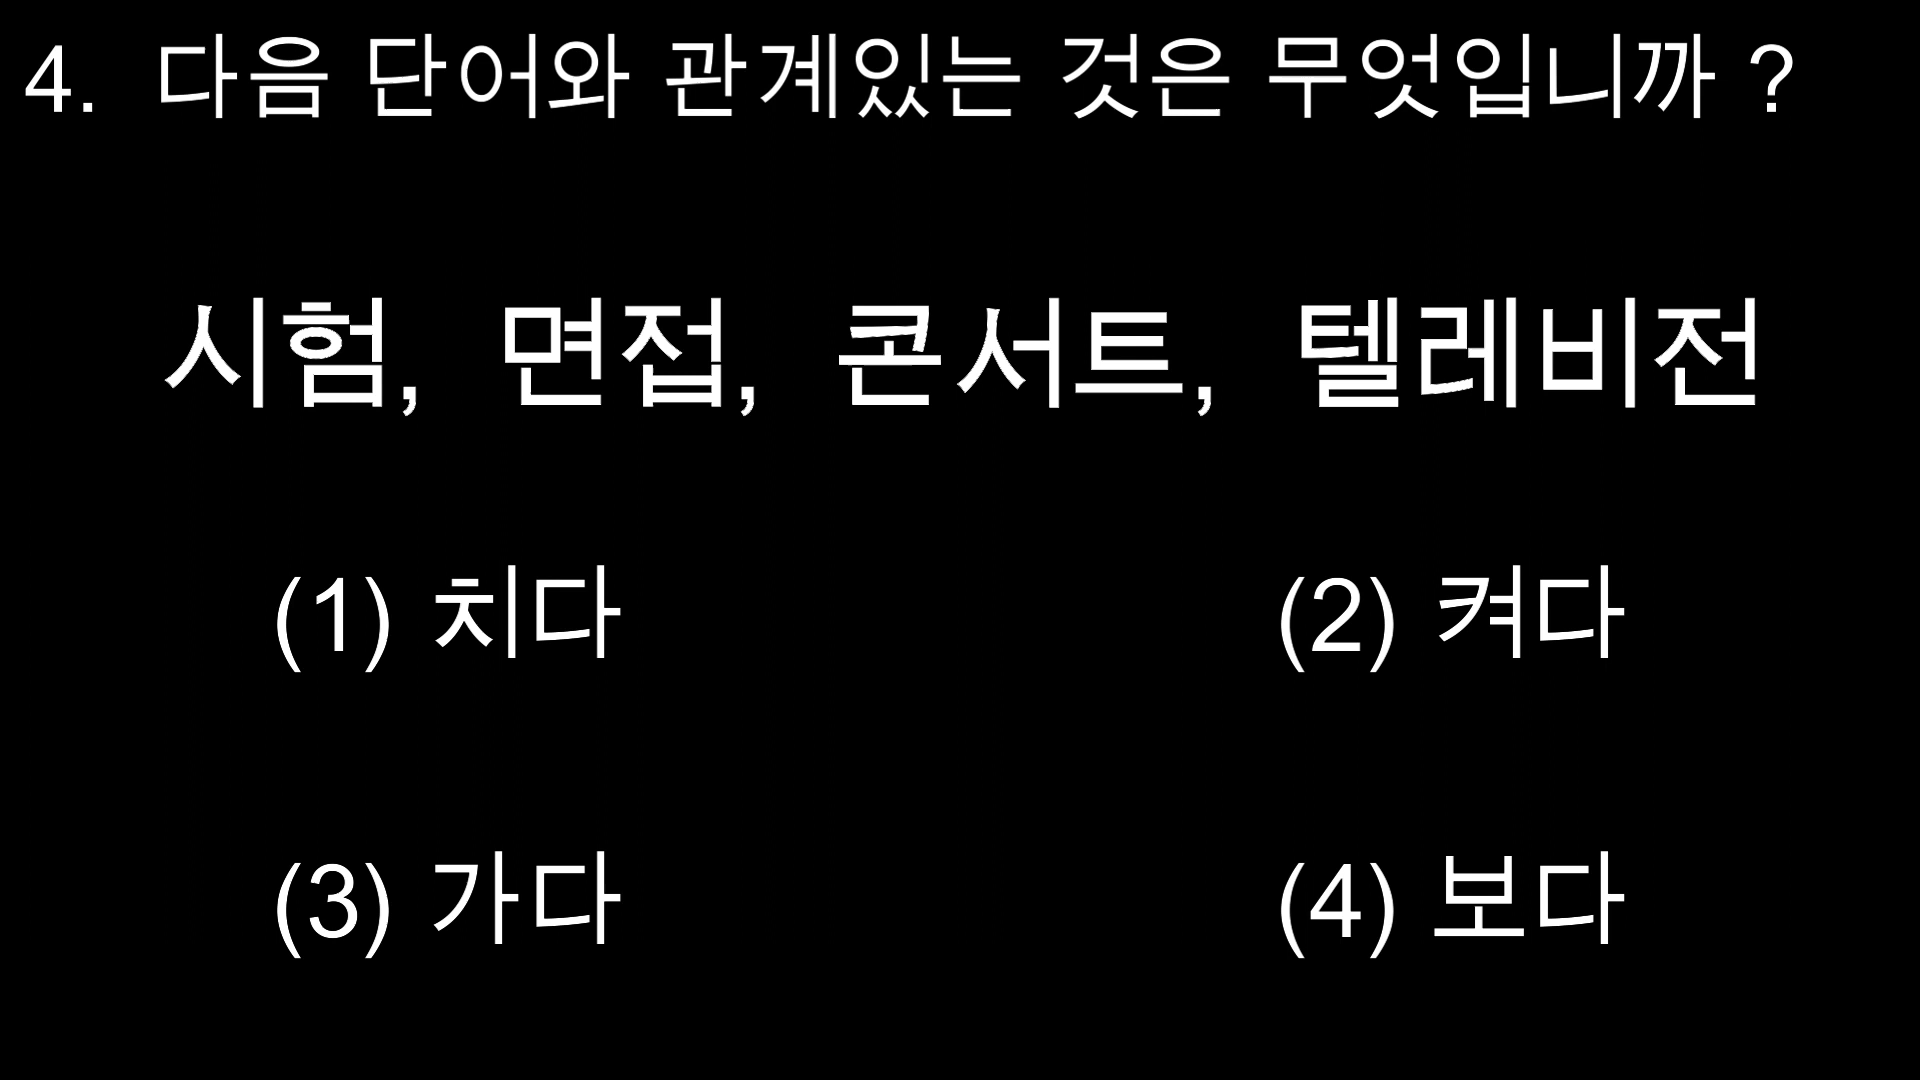 4. 다음 단어와 관계있는 것은 무엇입니까 ?
시험, 면접, 콘서트, 텔레비전
(1) 치다 (2) 켜다
(3) 가다 (4) 보다